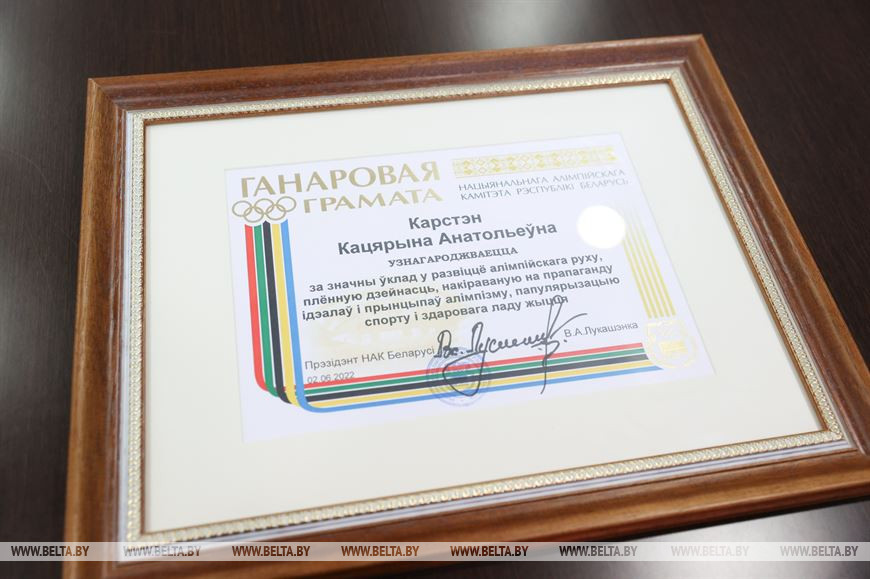 ГАНАРОВАЯ
ГРАМАТА
НАЦЫЯНАЛЬНАГА АЛІМПІЙСКАГА
КАМІТЭТА РЭСПУБЛІКІ БЕЛАРУСЬ
Карстэн
Кацярына Анатольеўна
УЗНАГАРОДЖВАЕЦЦА
за значны ўклад у развіццё алімпійскага руху,
плённую дзейнасць, накіраваную на прапаганду
ідэалаў і прынцыпаў алімпізму, папулярызацыю
спорту і здаровага ладу жыцця
Прэзідэнт НАК Беларусі
В.А.Лукашэнка
02.06.2022
WWW.BELTA.BY WWW.BELTA.BY WWW.BELTA.BY WWW.BELTA.BY WWW.BELTA.BY WWW.BELTA.BY WWW.BELTA.BY WWW.BELTA.BY